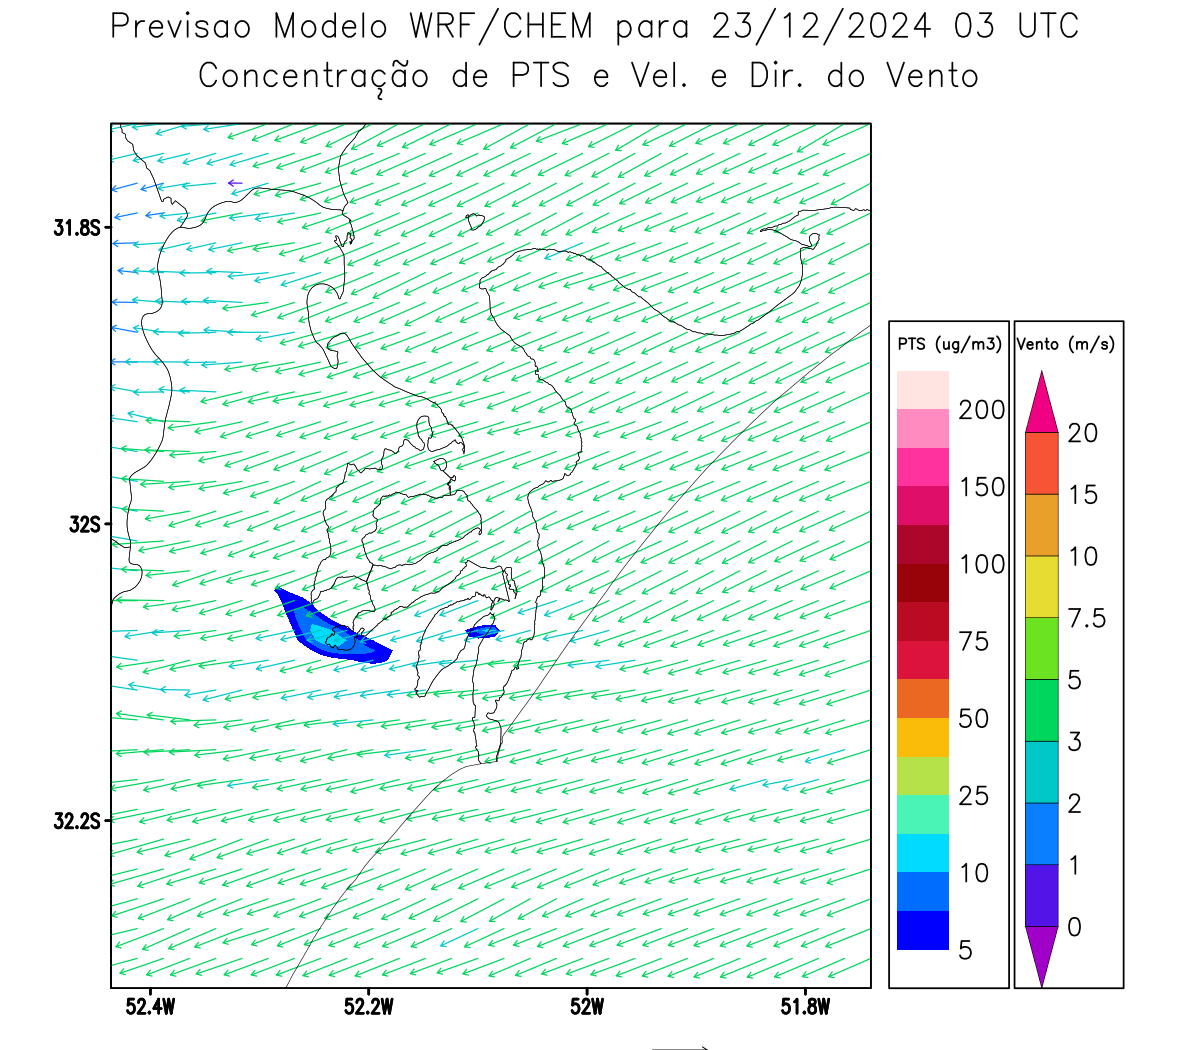 Previsao Modelo WRF/CHEM para 23/12/2024 03 UTC
Concentração de PTS e Vel. e Dir. do Vento
31.8S
32S
32.2S
52.4W
52.2W
52W
51.8W
PTS (ug/m3)
200
150
100
75
50
25
10
5
Vento (m/s)
20
15
10
7.5
5
3
2
1
0